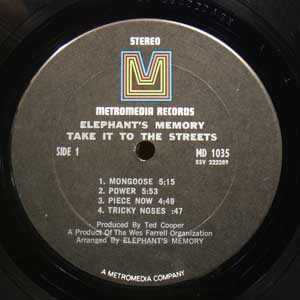 STEREO
METROMEDIA RECORDS
ELEPHANT'S MEMORY
TAKE IT TO THE STREETS
SIDE 1
MD 1035
XSV 222289
1. MONGOOSE 5:15
2. POWER 5:53
3. PIECE NOW 4:49
4. TRICKY NOSES :47
Produced By Ted Cooper
A Product Of The Wes Farrell Organization
Arranged By ELEPHANT'S MEMORY
A METROMEDIA COMPANY